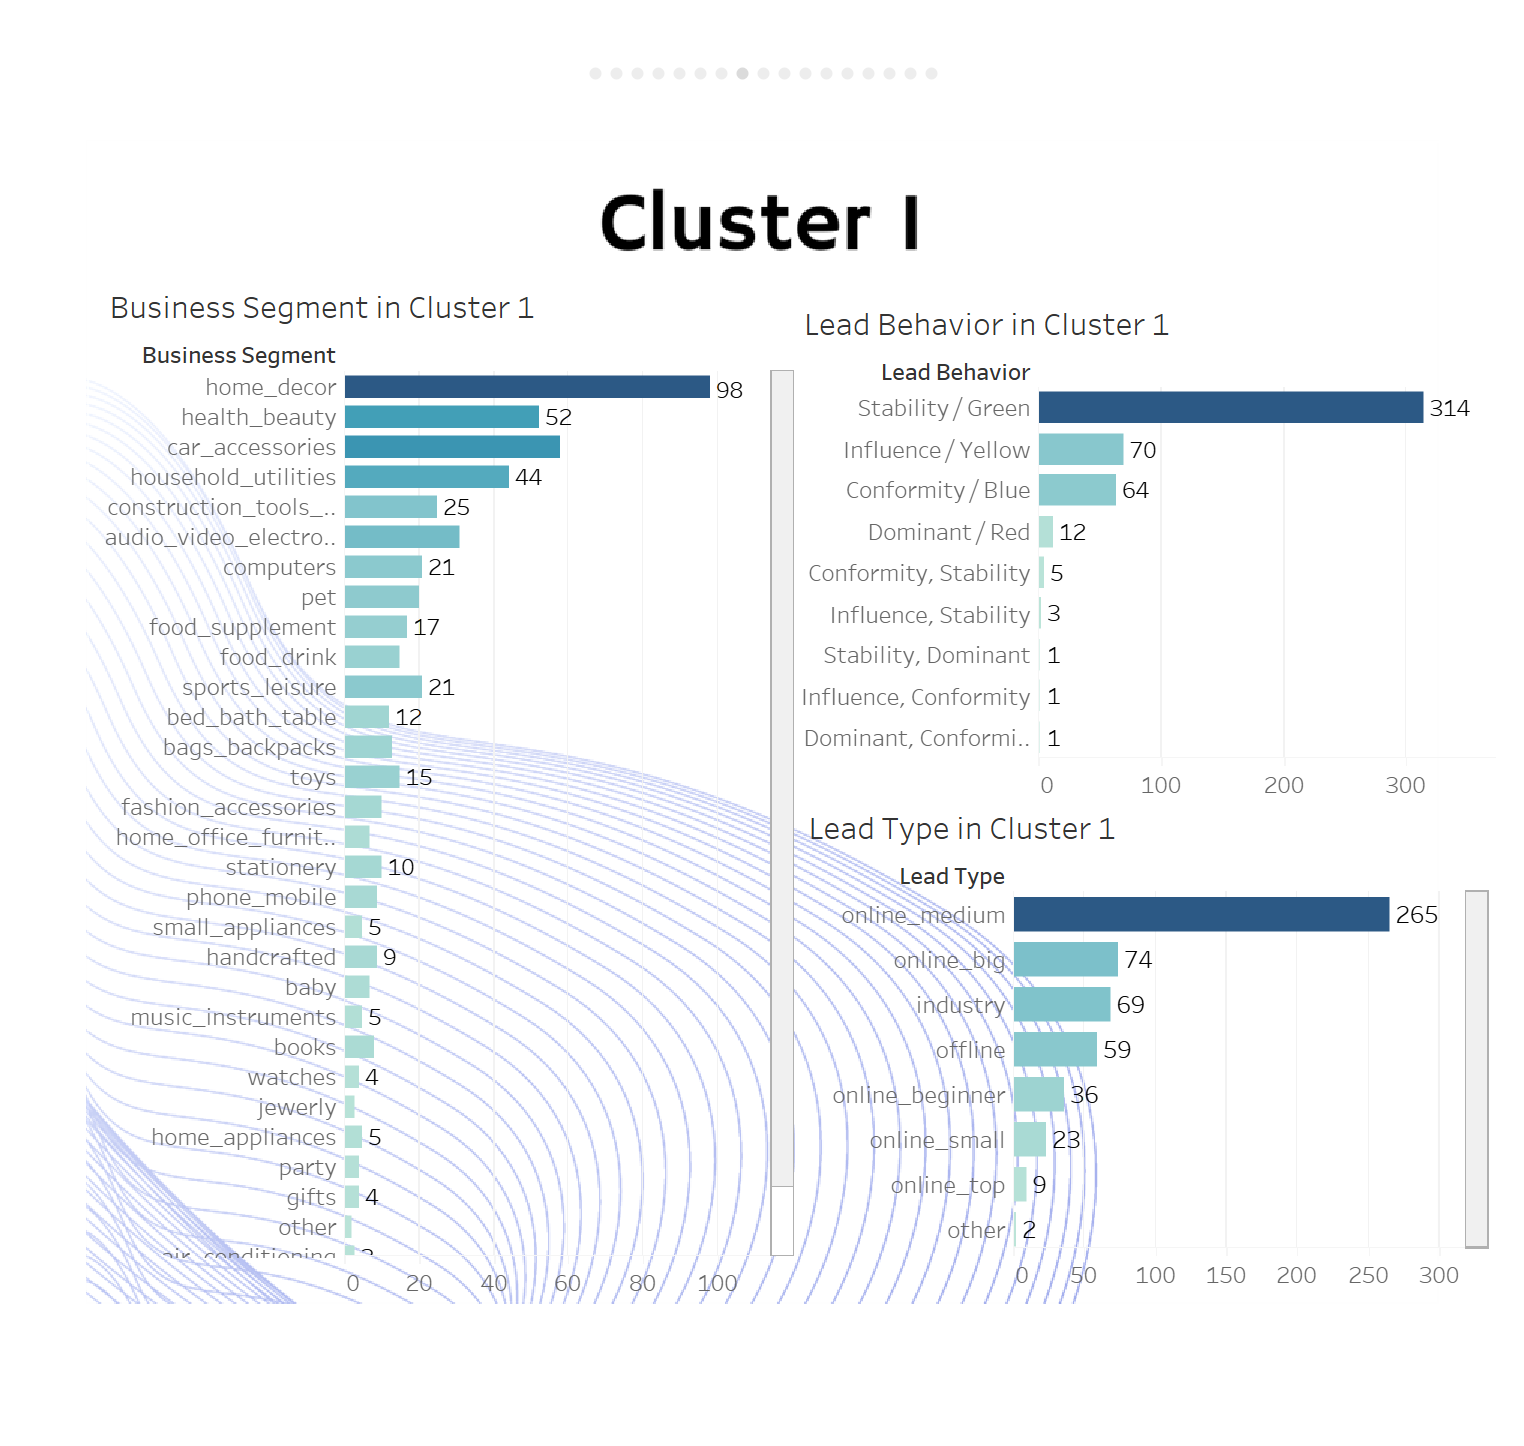 Cluster I
Business Segment in Cluster 1
Business Segment
home_decor 98
health_beauty 52
car_accessories
household_utilities 44
construction_tools_.. 25
audio_video_electro..
computers 21
pet
food_supplement 17
food_drink
sports_leisure 21
bed_bath_table 12
bags_backpacks
toys 15
fashion_accessories
home_office_furnit..
stationery 10
phone_mobile
small_appliances 5
handcrafted 9
baby
music_instruments 5
books
watches 4
jewerly
home_appliances 5
party
gifts 4
other
air_conditioning
0 20 40 60 80 100
Lead Behavior in Cluster 1
Lead Behavior
Stability / Green 314
Influence / Yellow 70
Conformity / Blue 64
Dominant / Red 12
Conformity, Stability 5
Influence, Stability 3
Stability, Dominant 1
Influence, Conformity 1
Dominant, Conformi.. 1
0 100 200 300
Lead Type in Cluster 1
Lead Type
online_medium 265
online_big 74
industry 69
offline 59
online_beginner 36
online_small 23
online_top 9
other 2
0 50 100 150 200 250 300